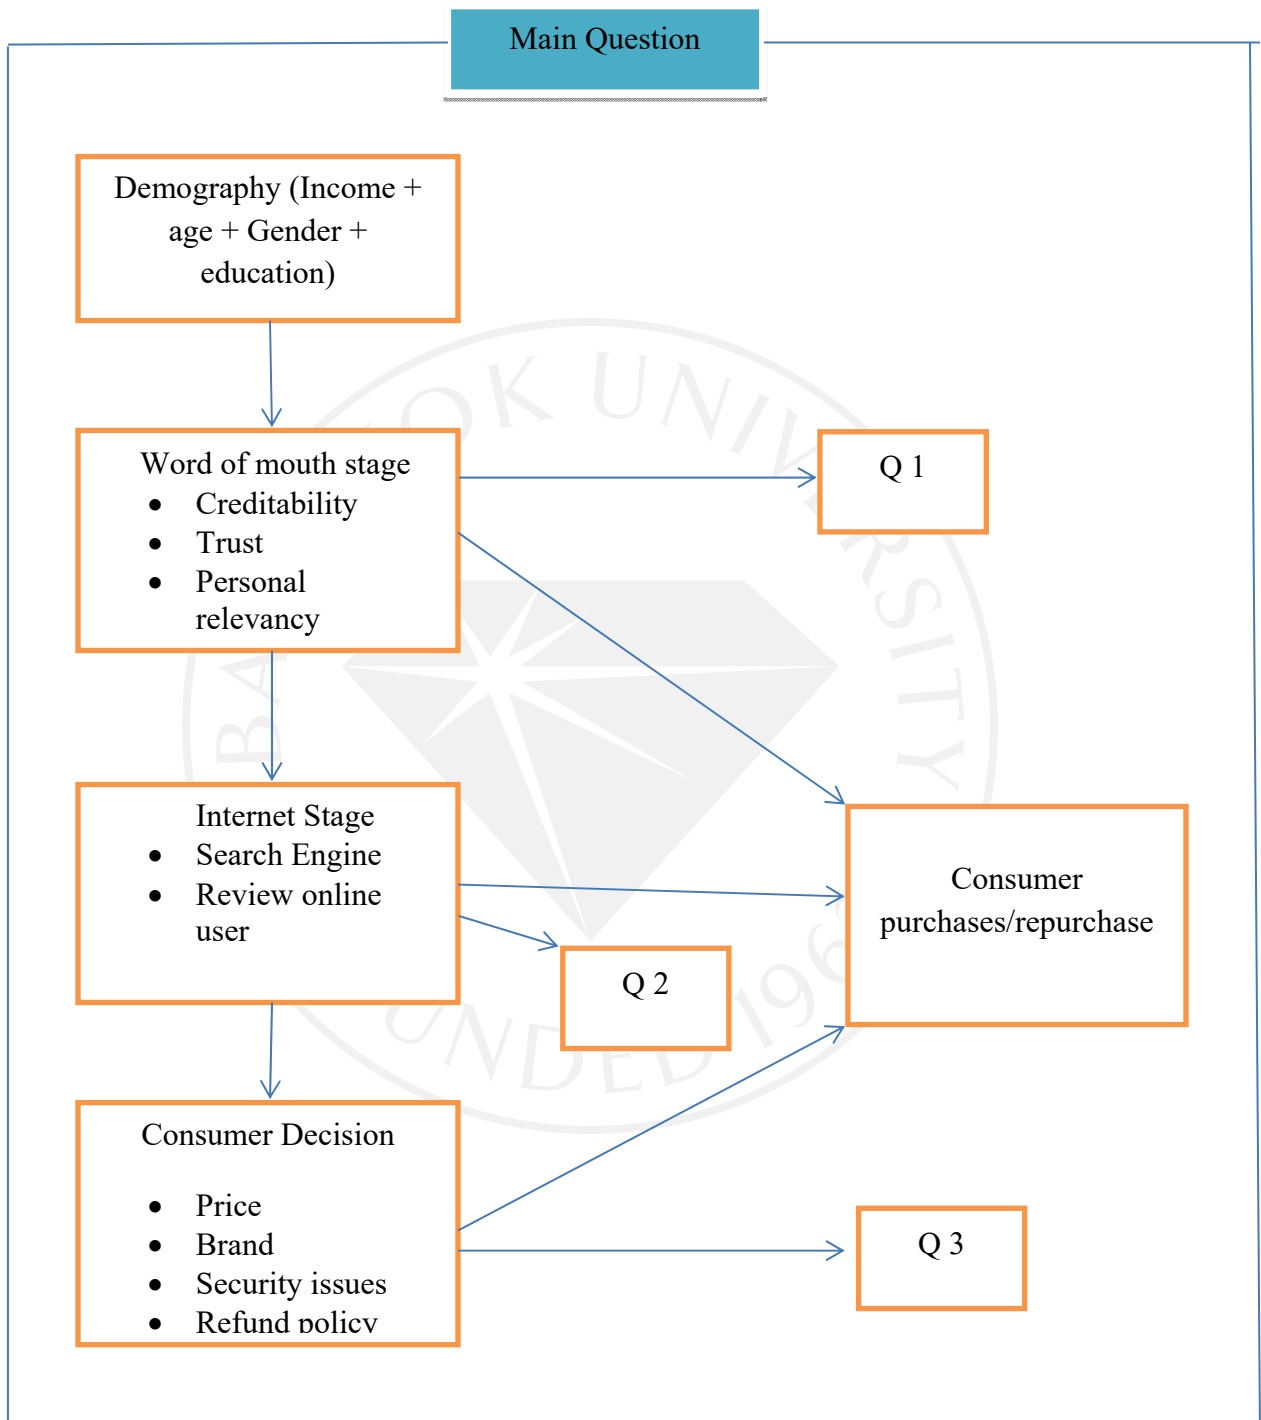 Main Question
Demography (Income +
age + Gender +
education)
Word of mouth stage
• Creditability
• Trust
• Personal
relevancy
Q 1
Internet Stage
• Search Engine
• Review online
user
Consumer
purchases/repurchase
Q 2
Consumer Decision
• Price
• Brand
• Security issues
• Refund policy
Q 3
UNIVERSITY